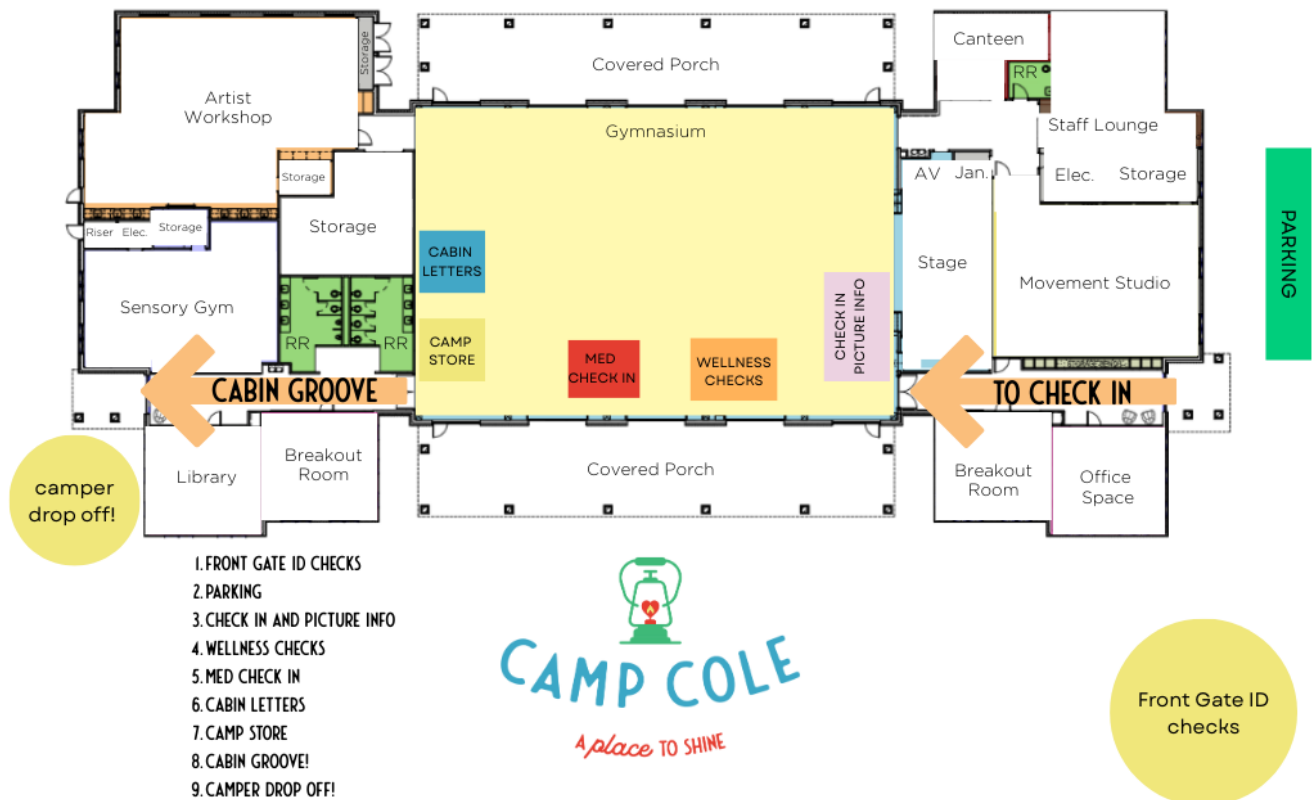 Artist
Workshop
Storage
Storage
Storage
Riser Elec. Storage
Sensory Gym
RR
RR
CABIN GROOVE
Library
Breakout
Room
camper
drop off!
Covered Porch
Gymnasium
CABIN
LETTERS
CAMP
STORE
MED
CHECK IN
WELLNESS
CHECKS
CHECK IN
PICTURE INFO
Covered Porch
Canteen
RR
Staff Lounge
AV Jan.
Elec. Storage
Stage
Movement Studio
TO CHECK IN
Breakout
Room
Office
Space
PARKING
1. FRONT GATE ID CHECKS
2. PARKING
3. CHECK IN AND PICTURE INFO
4. WELLNESS CHECKS
5. MED CHECK IN
6. CABIN LETTERS
7. CAMP STORE
8. CABIN GROOVE!
9. CAMPER DROP OFF!
CAMP COLE
A place TO SHINE
Front Gate ID
checks